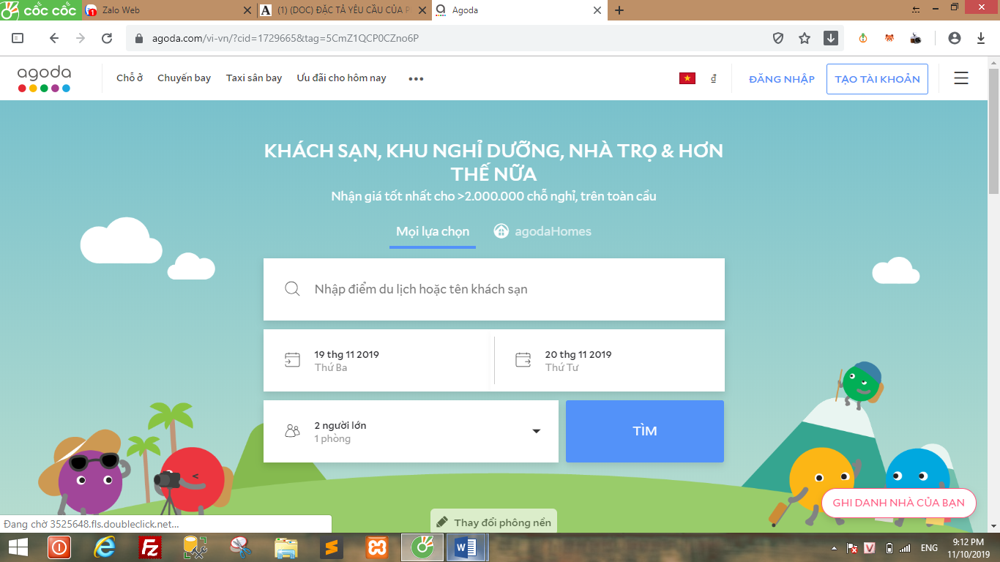 cốc cốc
Zalo Web
(1) (DOC) ĐẶC TẢ YÊU CẦU CỦA P
Agoda
agoda.com/vi-vn/?cid=1729665&tag=5CmZ1QCP0CZno6P
agoda
Chỗ ở
Chuyến bay
Taxi sân bay
Ưu đãi cho hôm nay
₫
ĐĂNG NHẬP
TẠO TÀI KHOẢN
KHÁCH SẠN, KHU NGHỈ DƯỠNG, NHÀ TRỌ & HƠN
THẾ NỮA
Nhận giá tốt nhất cho >2.000.000 chỗ nghỉ, trên toàn cầu
Mọi lựa chọn
agodaHomes
Nhập điểm du lịch hoặc tên khách sạn
19 thg 11 2019
Thứ Ba
20 thg 11 2019
Thứ Tư
2 người lớn
1 phòng
TÌM
GHI DANH NHÀ CỦA BẠN
Thay đổi phông nền
Đang chờ 3525648.fls.doubleclick.net...
ENG
9:12 PM
11/10/2019